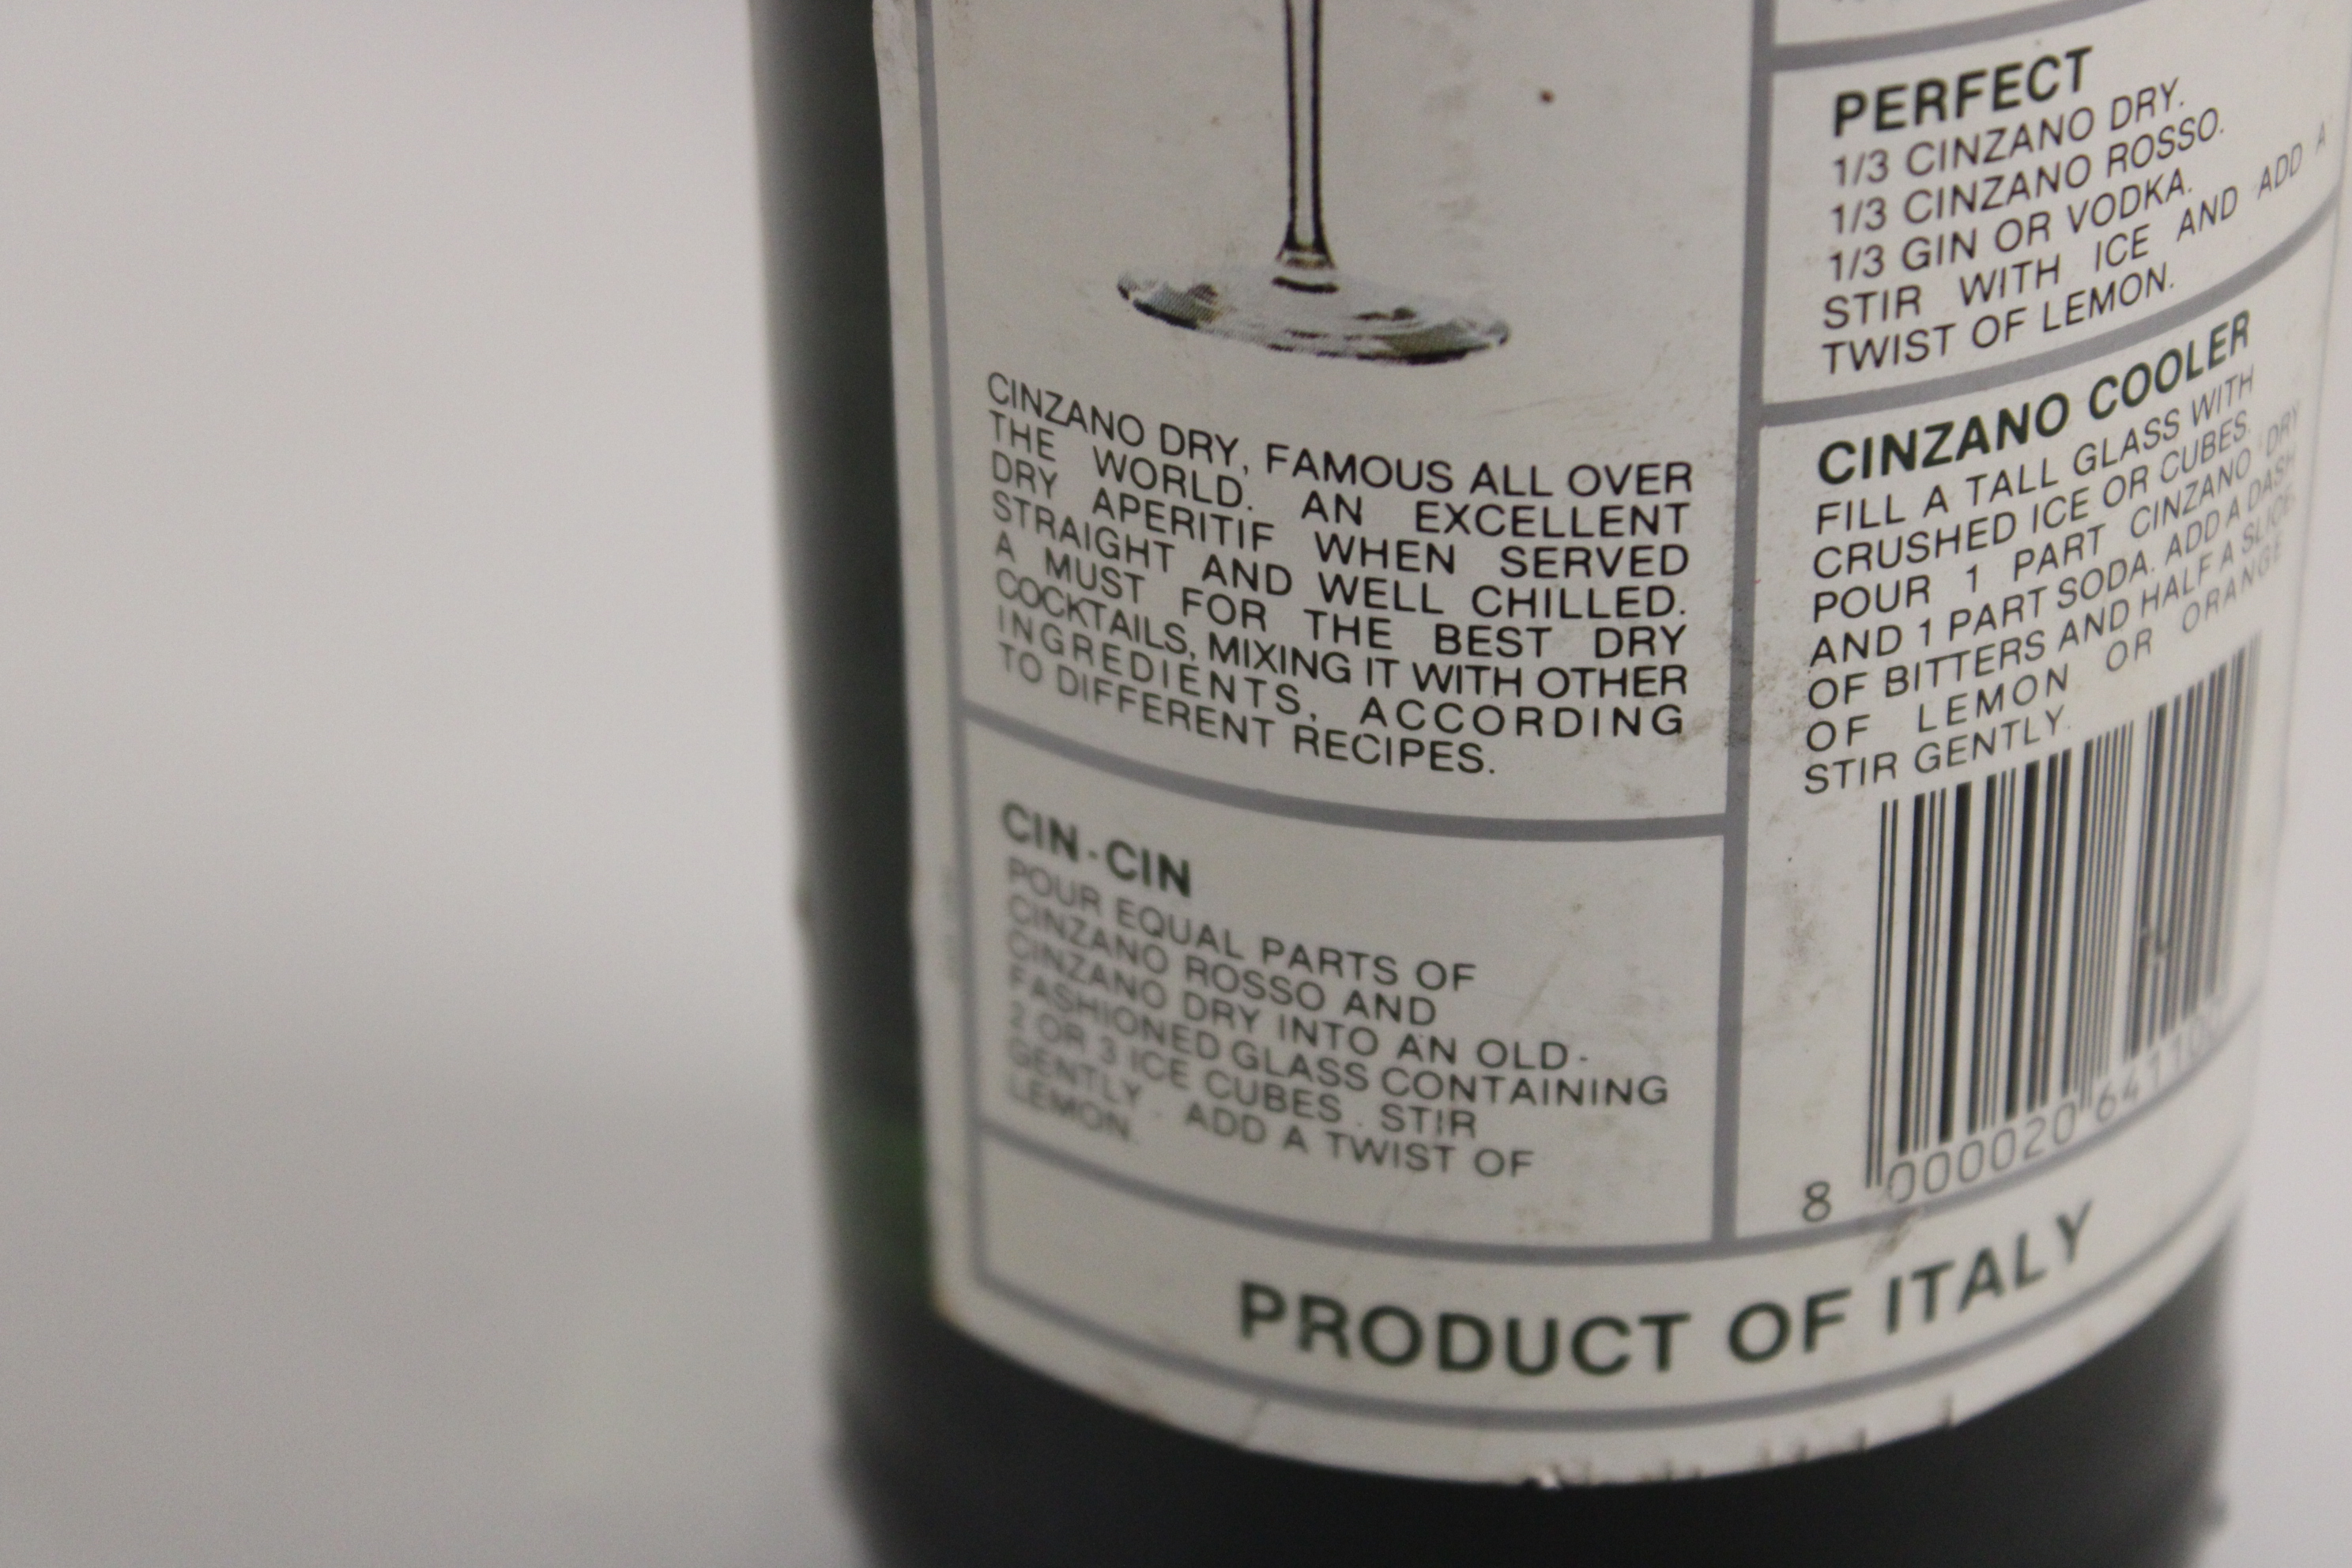 CINZANO DRY, FAMOUS ALL OVER
THE WORLD. AN EXCELLENT
DRY APERITIF WHEN SERVED
STRAIGHT AND WELL CHILLED.
A MUST FOR THE BEST DRY
COCKTAILS, MIXING IT WITH OTHER
INGREDIENTS, ACCORDING
TO DIFFERENT RECIPES.
CIN-CIN
POUR EQUAL PARTS OF
CINZANO ROSSO AND
CINZANO DRY INTO AN OLD-
FASHIONED GLASS CONTAINING
2 OR 3 ICE CUBES. STIR
GENTLY. ADD A TWIST OF
LEMON.
PERFECT
1/3 CINZANO DRY.
1/3 CINZANO ROSSO.
1/3 GIN OR VODKA.
STIR WITH ICE AND ADD A
TWIST OF LEMON.
CINZANO COOLER
FILL A TALL GLASS WITH
CRUSHED ICE OR CUBES.
POUR 1 PART CINZANO DRY
AND 1 PART SODA. ADD A DASH
OF BITTERS AND HALF A SLICE
OF LEMON OR ORANGE
STIR GENTLY.
8 000020
PRODUCT OF ITALY